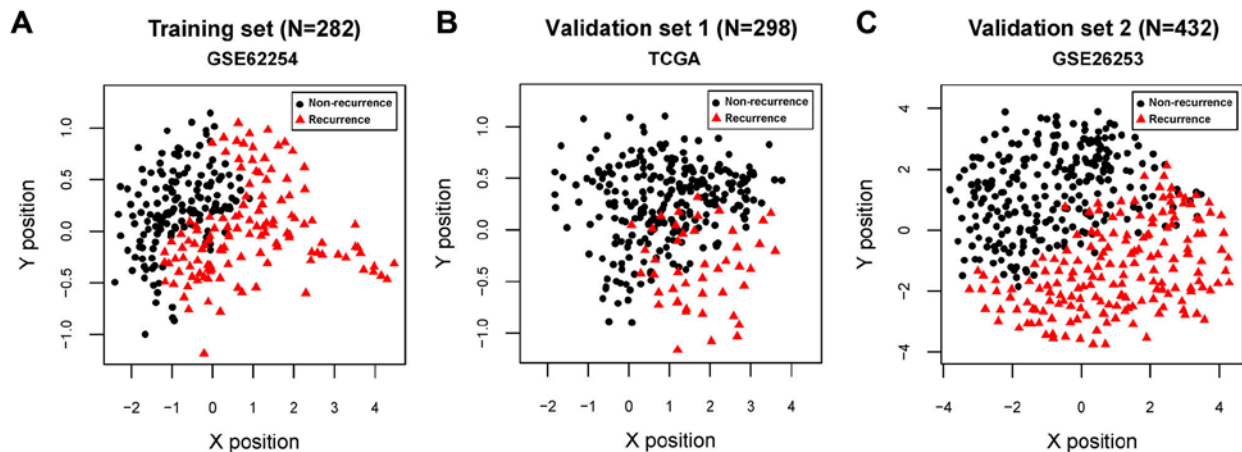 A
Training set (N=282)
GSE62254
Non-recurrence
Recurrence
1.0
0.5
0.0
−0.5
−1.0
Y position
−2 −1 0 1 2 3 4
X position
B
Validation set 1 (N=298)
TCGA
Non-recurrence
Recurrence
1.0
0.5
0.0
−0.5
−1.0
Y position
−2 −1 0 1 2 3 4
X position
C
Validation set 2 (N=432)
GSE26253
Non-recurrence
Recurrence
4
2
0
−2
−4
Y position
−4 −2 0 2 4
X position